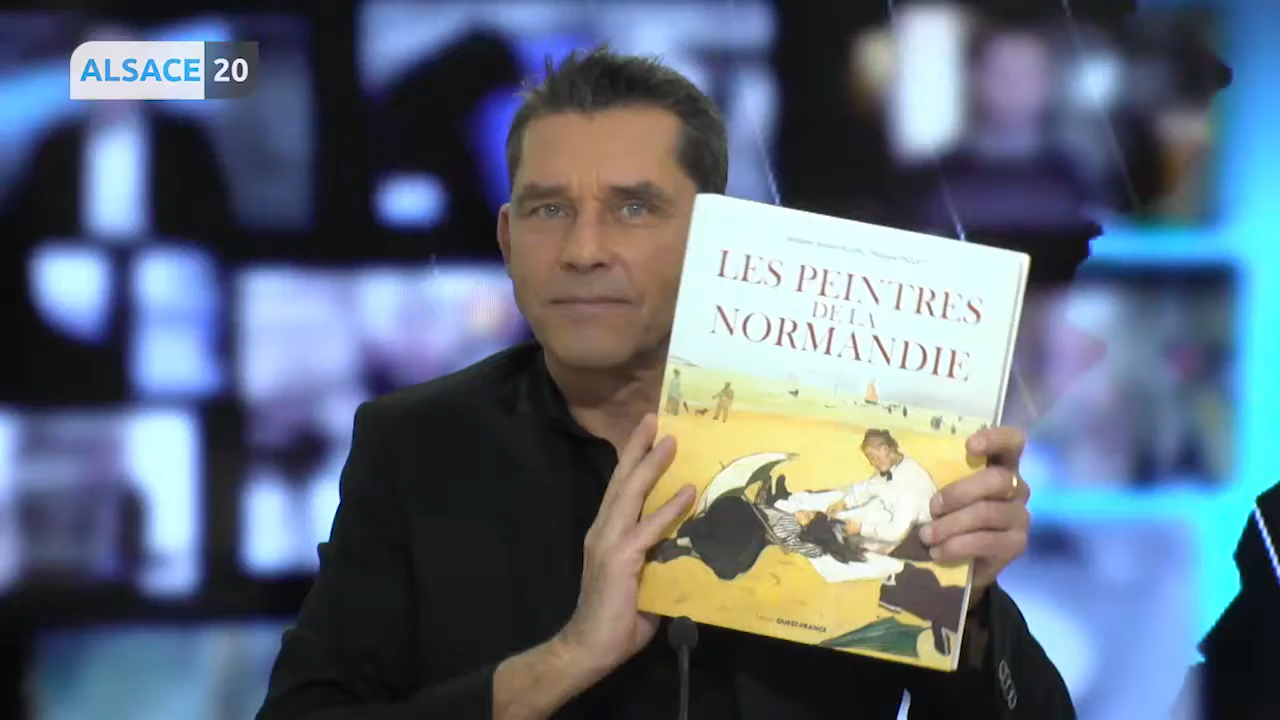 ALSACE 20
LES PEINTRES
DE LA
NORMANDIE
OUEST-FRANCE